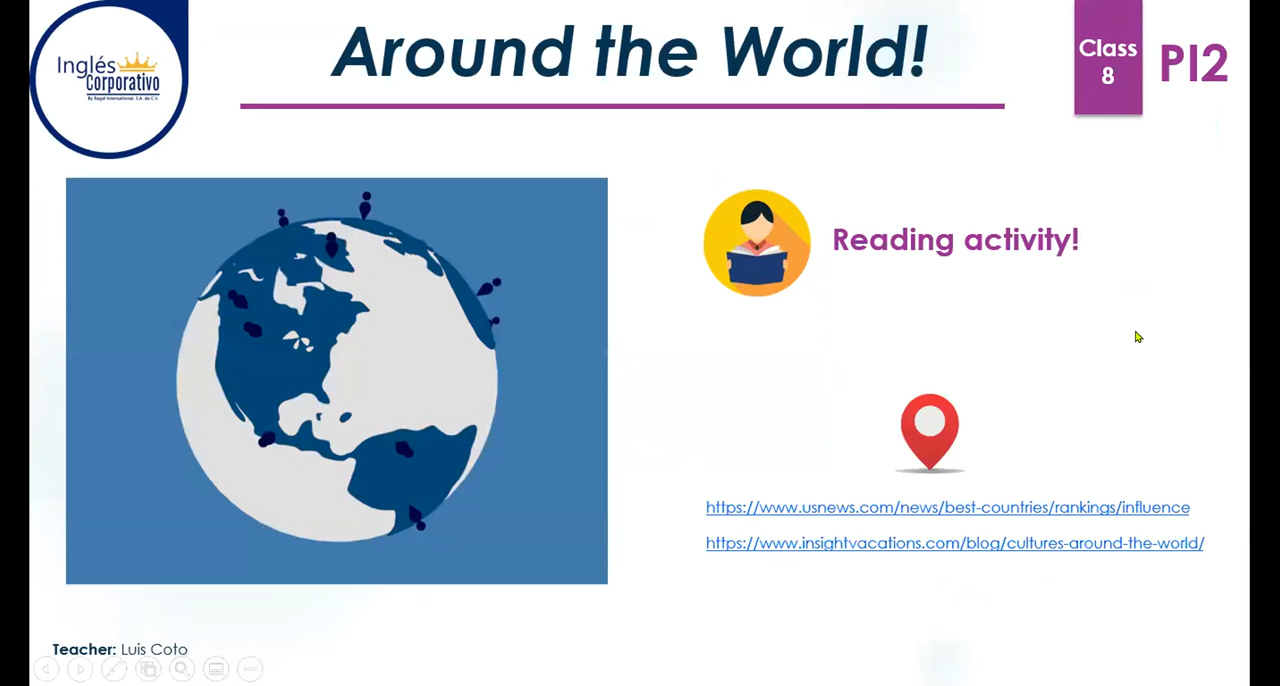 Inglés
Corporativo
By Bagel International, S.A. de C.V.
Around the World!
Class
8
PI2
Reading activity!
https://www.usnews.com/news/best-countries/rankings/influence
https://www.insightvacations.com/blog/cultures-around-the-world/
Teacher: Luis Coto